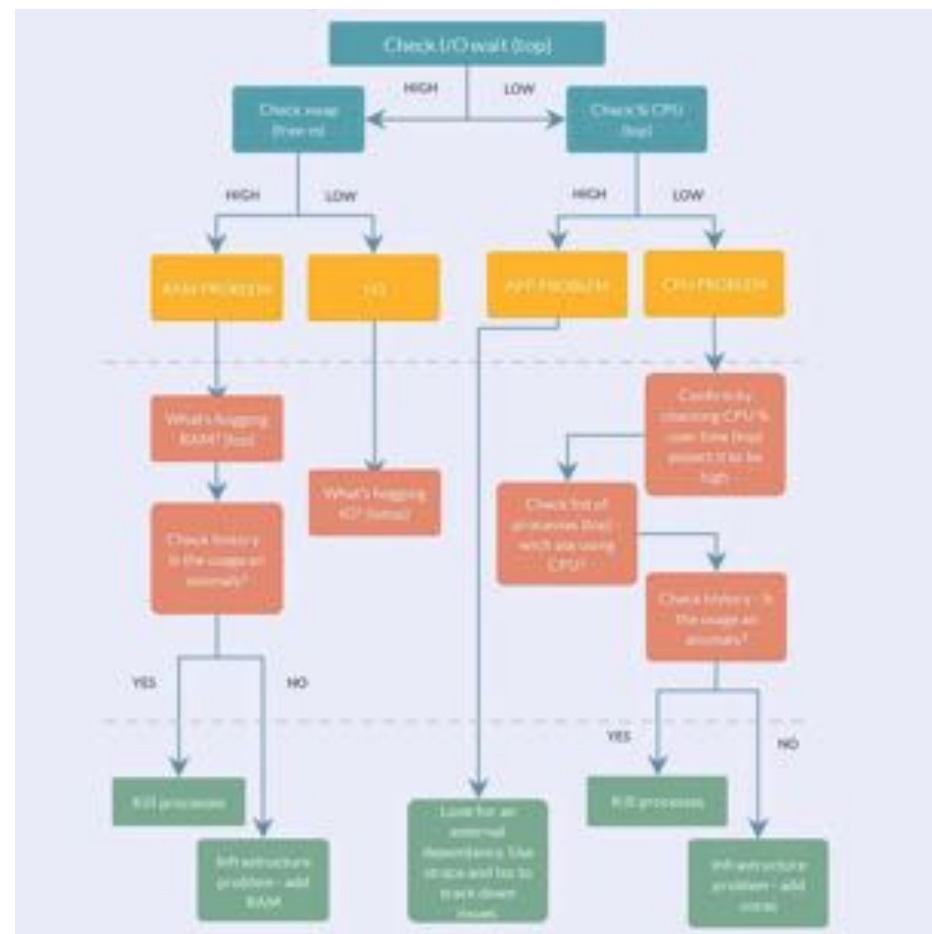 Check I/O wait (top)
HIGH
LOW
Check swap
(free -m)
Check % CPU
(top)
HIGH
LOW
HIGH
LOW
RAM PROBLEM
I/O
APP PROBLEM
CPU PROBLEM
What's hogging
RAM? (top)
What's hogging
IO? (iotop)
Confirm by
checking CPU %
user time (top)
expect it to be
high
Check list of
processes (top) -
which are using
CPU?
Check history -
Is the usage an
anomaly?
Check history - Is
the usage an
anomaly?
YES
NO
YES
NO
Kill processes
Kill processes
Infrastructure
problem - add
RAM
Look for an
external
dependency. Use
strace and
to
track down
issues
Infrastructure
problem - add
cores